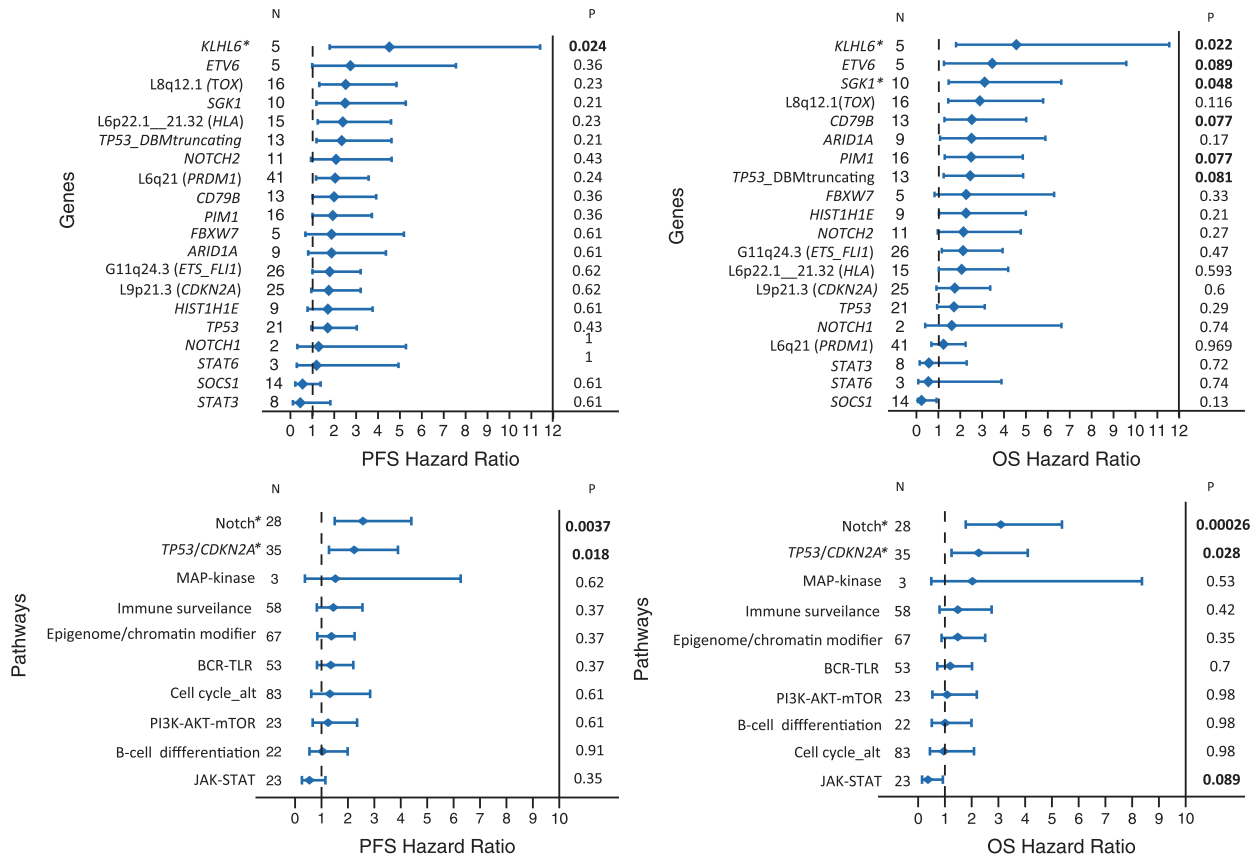 N P
KLHL6* 5 0.024
ETV6 5 0.36
L8q12.1 (TOX) 16 0.23
SGK1 10 0.21
L6p22.1__21.32 (HLA) 15 0.23
TP53_DBMtruncating 13 0.21
NOTCH2 11 0.43
L6q21 (PRDM1) 41 0.24
CD79B 13 0.36
PIM1 16 0.36
FBXW7 5 0.61
ARID1A 9 0.61
G11q24.3 (ETS_FLI1) 26 0.62
L9p21.3 (CDKN2A) 25 0.62
HIST1H1E 9 0.61
TP53 21 0.43
NOTCH1 2 1
STAT6 3 1
SOCS1 14 0.61
STAT3 8 0.61
Genes
0 1 2 3 4 5 6 7 8 9 10 11 12
PFS Hazard Ratio
N P
KLHL6* 5 0.022
ETV6 5 0.089
SGK1* 10 0.048
L8q12.1(TOX) 16 0.116
CD79B 13 0.077
ARID1A 9 0.17
PIM1 16 0.077
TP53_DBMtruncating 13 0.081
FBXW7 5 0.33
HIST1H1E 9 0.21
NOTCH2 11 0.27
G11q24.3 (ETS_FLI1) 26 0.47
L6p22.1__21.32 (HLA) 15 0.593
L9p21.3 (CDKN2A) 25 0.6
TP53 21 0.29
NOTCH1 2 0.74
L6q21 (PRDM1) 41 0.969
STAT3 8 0.72
STAT6 3 0.74
SOCS1 14 0.13
Genes
0 1 2 3 4 5 6 7 8 9 10 11 12
OS Hazard Ratio
N P
Notch* 28 0.0037
TP53/CDKN2A* 35 0.018
MAP-kinase 3 0.62
Immune surveilance 58 0.37
Epigenome/chromatin modifier 67 0.37
BCR-TLR 53 0.37
Cell cycle_alt 83 0.61
PI3K-AKT-mTOR 23 0.61
B-cell diffferentiation 22 0.91
JAK-STAT 23 0.35
Pathways
0 1 2 3 4 5 6 7 8 9 10
PFS Hazard Ratio
N P
Notch* 28 0.00026
TP53/CDKN2A* 35 0.028
MAP-kinase 3 0.53
Immune surveilance 58 0.42
Epigenome/chromatin modifier 67 0.35
BCR-TLR 53 0.7
PI3K-AKT-mTOR 23 0.98
B-cell diffferentiation 22 0.98
Cell cycle_alt 83 0.98
JAK-STAT 23 0.089
Pathways
0 1 2 3 4 5 6 7 8 9 10
OS Hazard Ratio